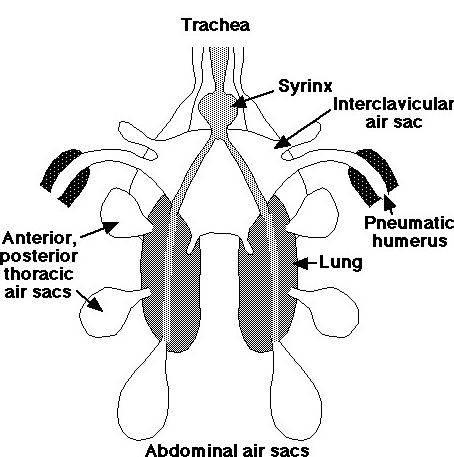 Trachea
Syrinx
Interclavicular
air sac
Pneumatic
humerus
Anterior,
posterior
thoracic
air sacs
Lung
Abdominal air sacs